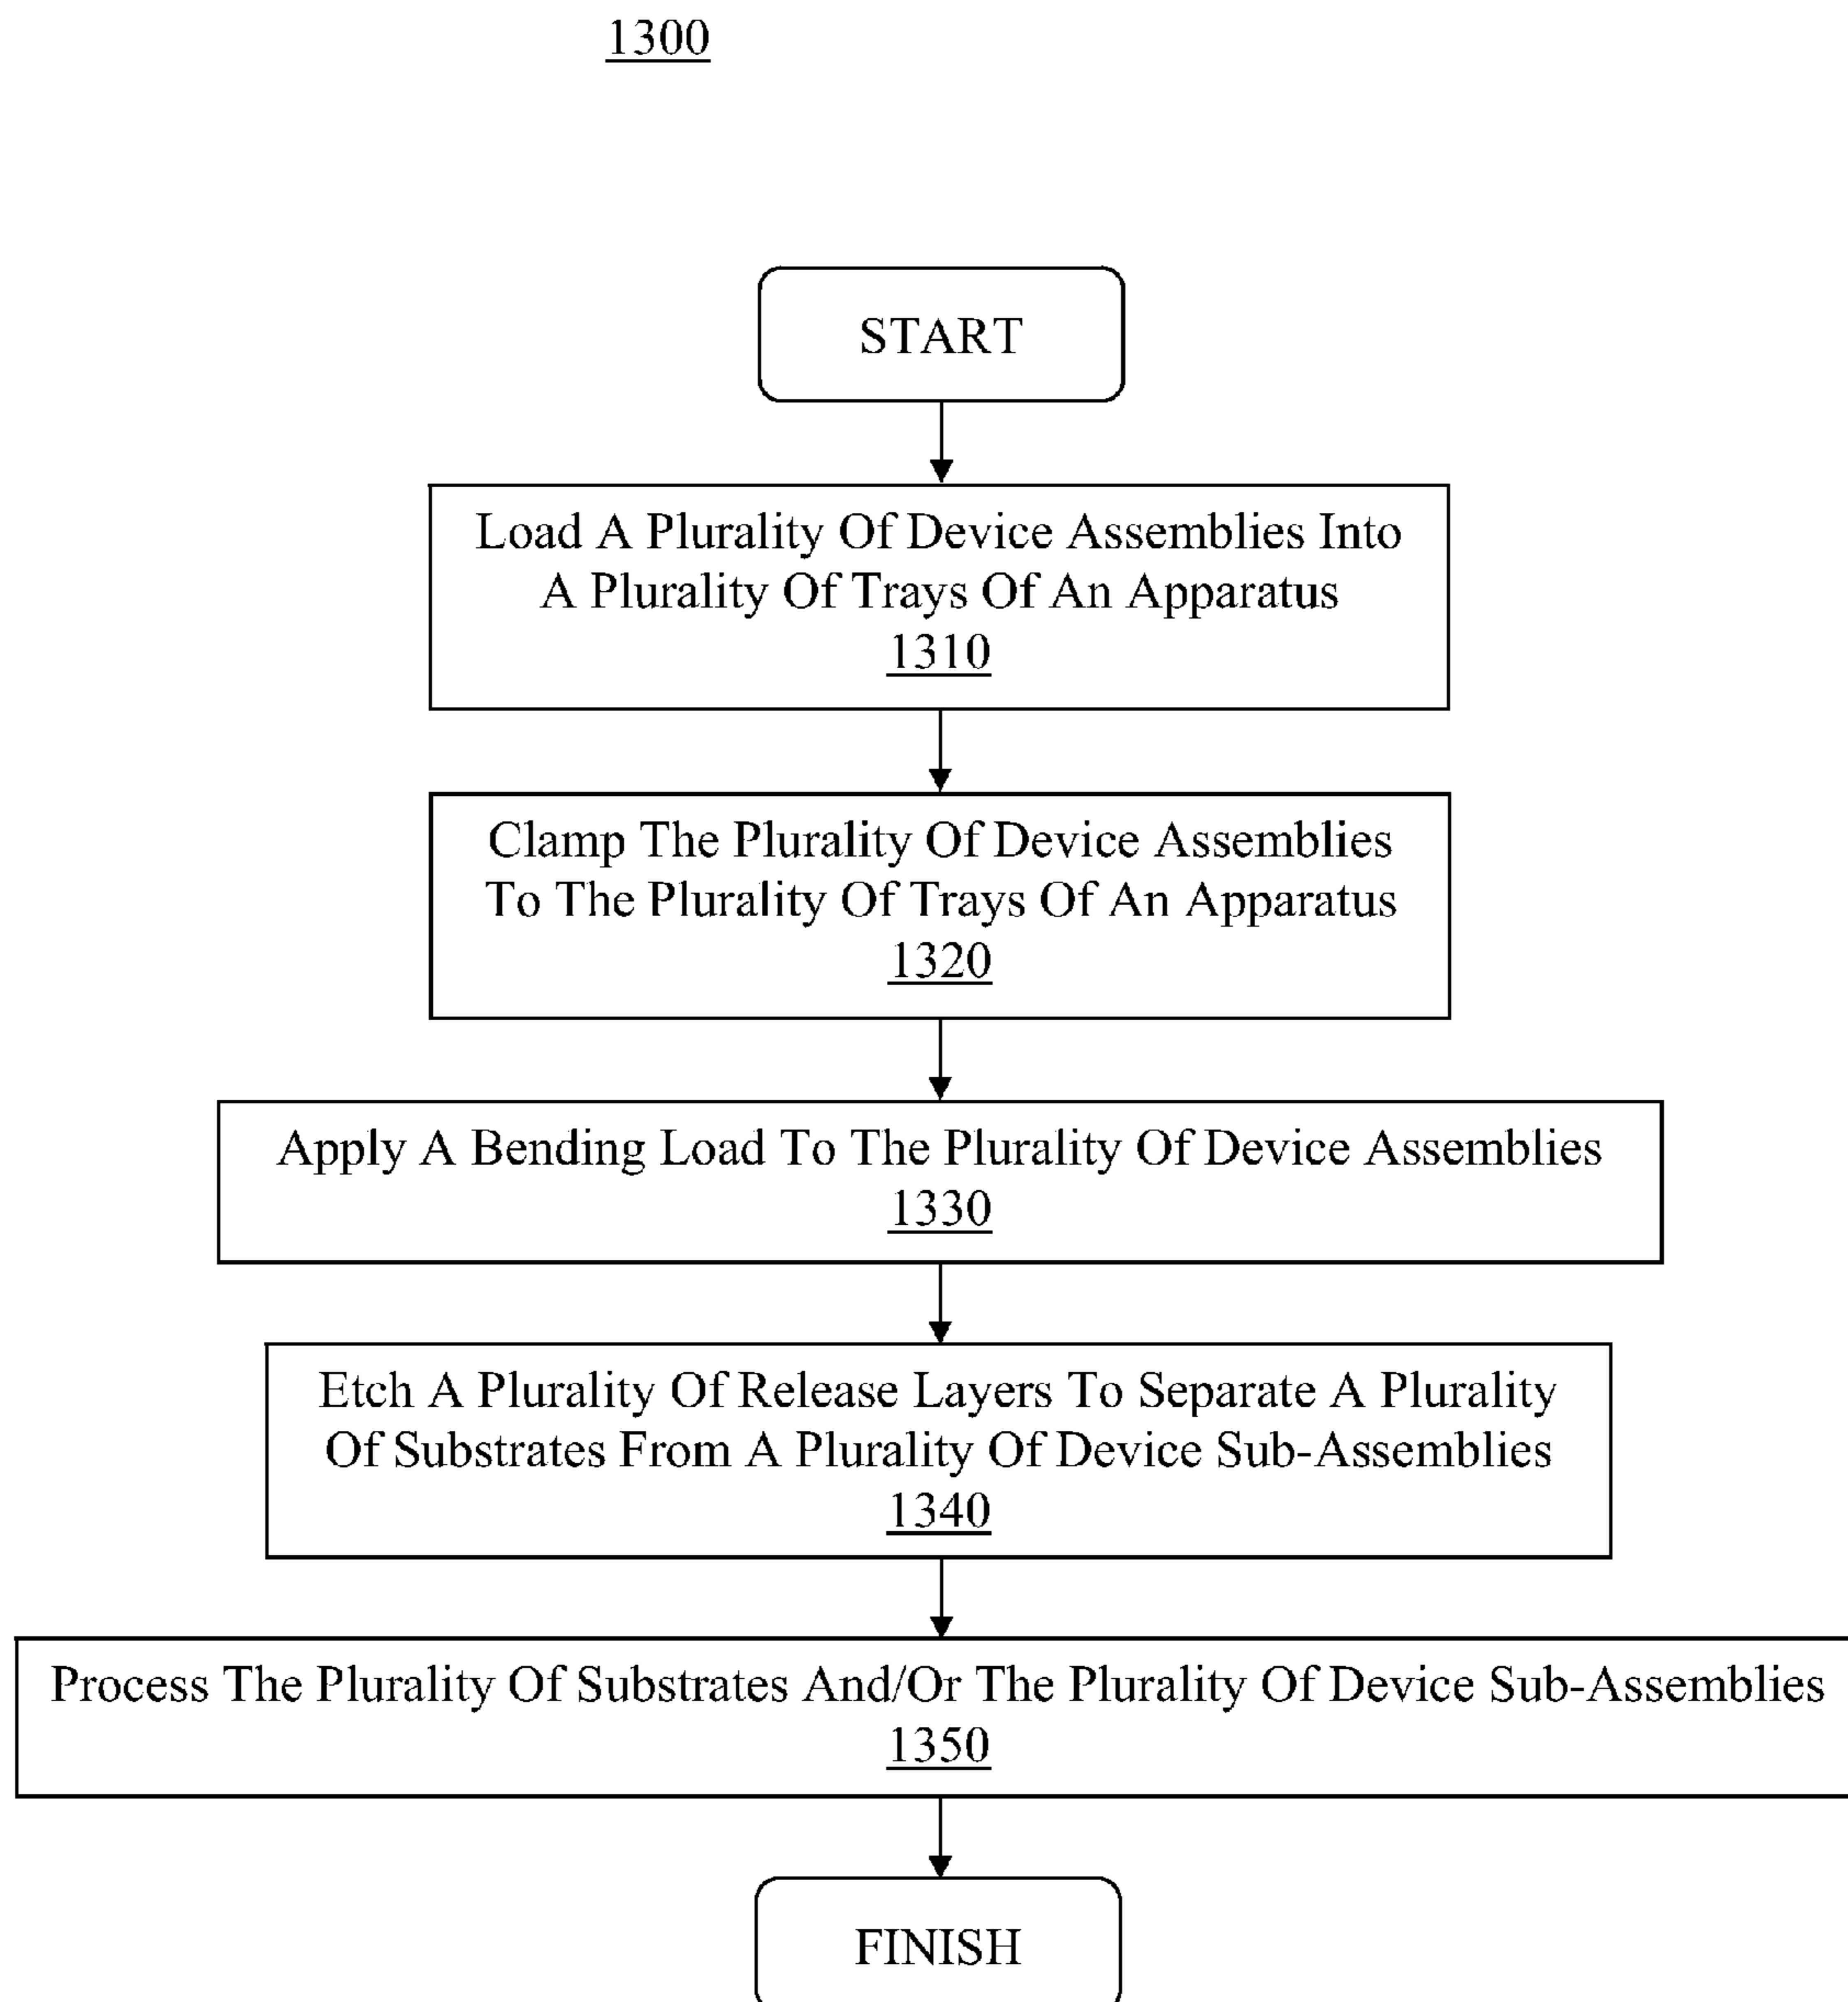 1300
START
Load A Plurality Of Device Assemblies Into
A Plurality Of Trays Of An Apparatus
1310
Clamp The Plurality Of Device Assemblies
To The Plurality Of Trays Of An Apparatus
1320
Apply A Bending Load To The Plurality Of Device Assemblies
1330
Etch A Plurality Of Release Layers To Separate A Plurality
Of Substrates From A Plurality Of Device Sub-Assemblies
1340
Process The Plurality Of Substrates And/Or The Plurality Of Device Sub-Assemblies
1350
FINISH